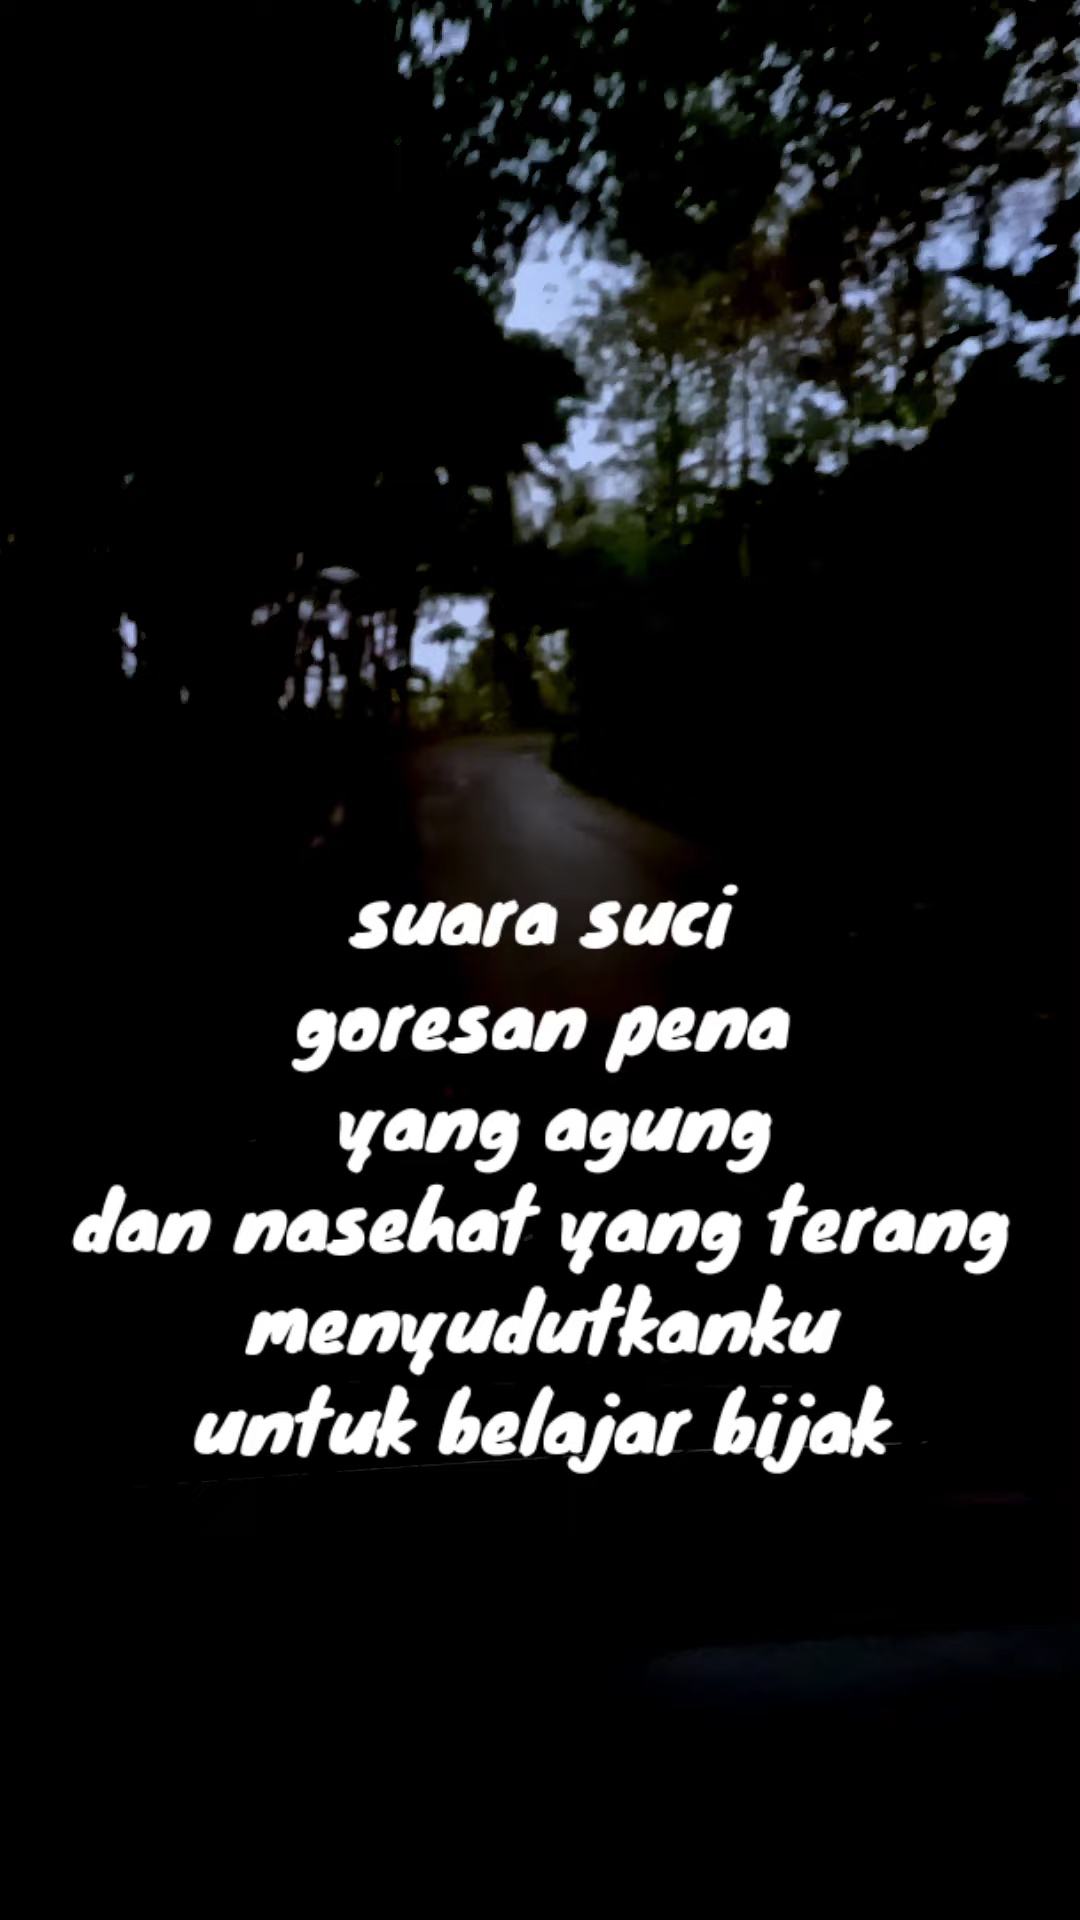 suara suci
goresan pena
yang agung
dan nasehat yang terang
menyudutkanku
untuk belajar bijak